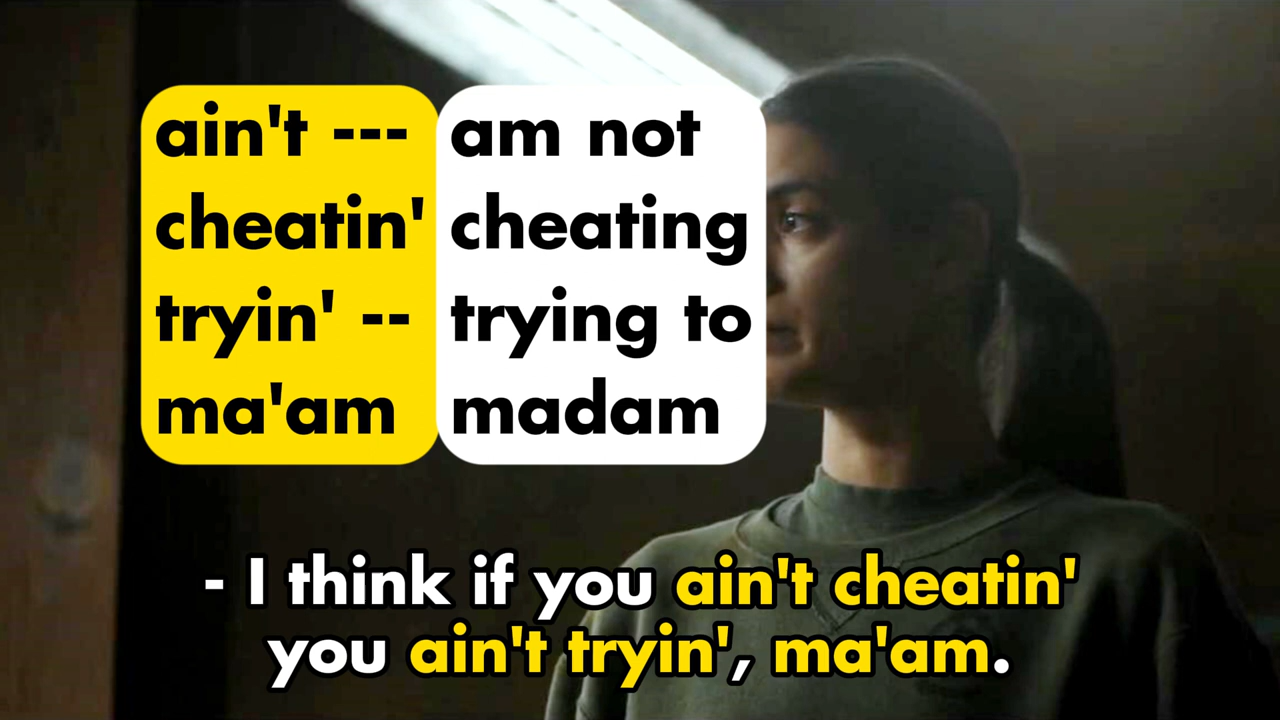 ain't --- am not
cheatin' cheating
tryin' -- trying to
ma'am madam
- I think if you ain't cheatin'
you ain't tryin', ma'am.